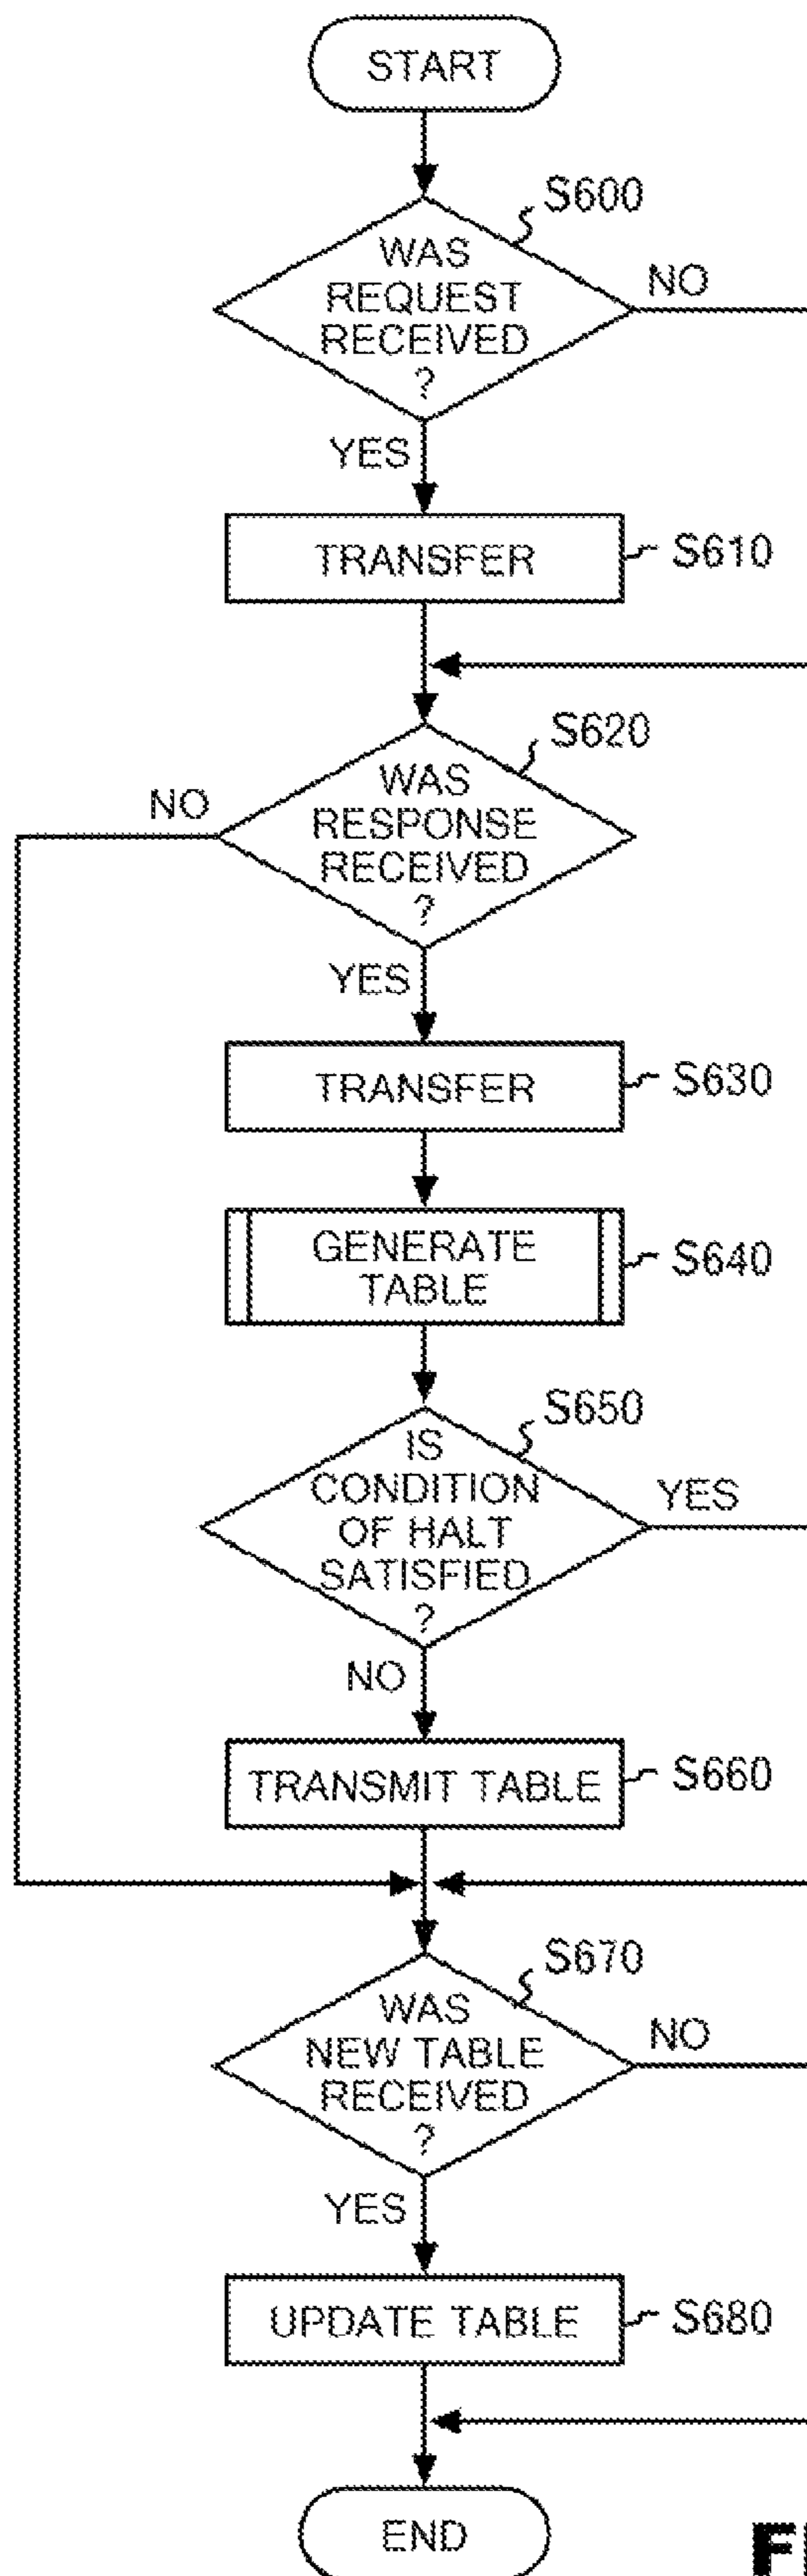 START
S600
WAS
REQUEST
RECEIVED
?
NO
YES
TRANSFER
S610
S620
WAS
RESPONSE
RECEIVED
?
NO
YES
TRANSFER
S630
GENERATE
TABLE
S640
S650
IS
CONDITION
OF HALT
SATISFIED
?
YES
NO
TRANSMIT TABLE
S660
S670
WAS
NEW TABLE
RECEIVED
?
NO
YES
UPDATE TABLE
S680
END